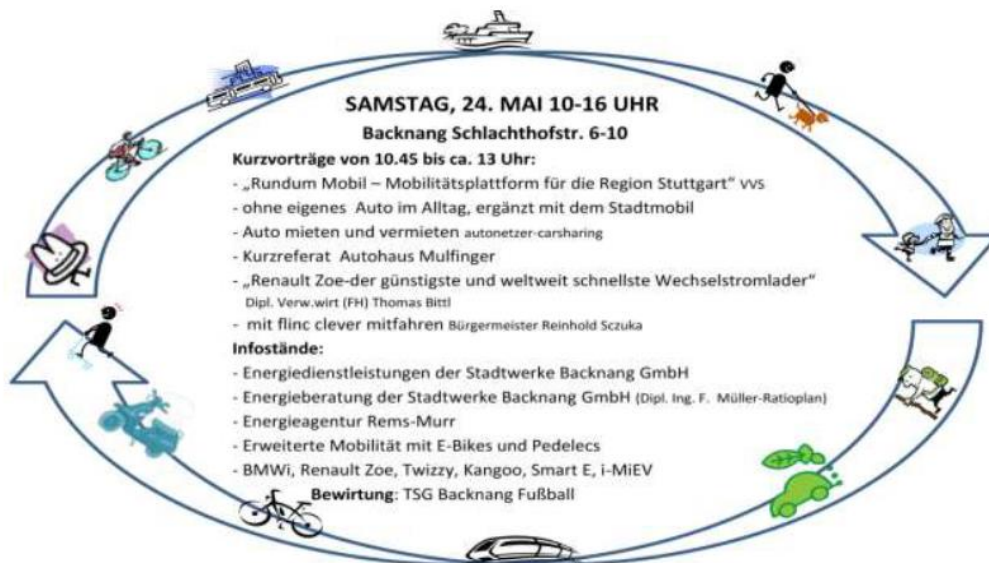 SAMSTAG, 24. MAI 10-16 UHR
Backnang Schlachthofstr. 6-10
Kurzvorträge von 10.45 bis ca. 13 Uhr:
- „Rundum Mobil – Mobilitätsplattform für die Region Stuttgart“ VVS
- ohne eigenes Auto im Alltag, ergänzt mit dem Stadtmobil
- Auto mieten und vermieten autonetzer-carsharing
- Kurzreferat Autohaus Mulfinger
- „Renault Zoe-der günstigste und weltweit schnellste Wechselstromlader“
Dipl. Verw.wirt (FH) Thomas Bittl
- mit flinc clever mitfahren Bürgermeister Reinhold Sczuka
Infostände:
- Energiedienstleistungen der Stadtwerke Backnang GmbH
- Energieberatung der Stadtwerke Backnang GmbH (Dipl. Ing. F. Müller-Ratioplan)
- Energieagentur Rems-Murr
- Erweiterte Mobilität mit E-Bikes und Pedelecs
- BMWi, Renault Zoe, Twizzy, Kangoo, Smart E, i-MiEV
Bewirtung: TSG Backnang Fußball